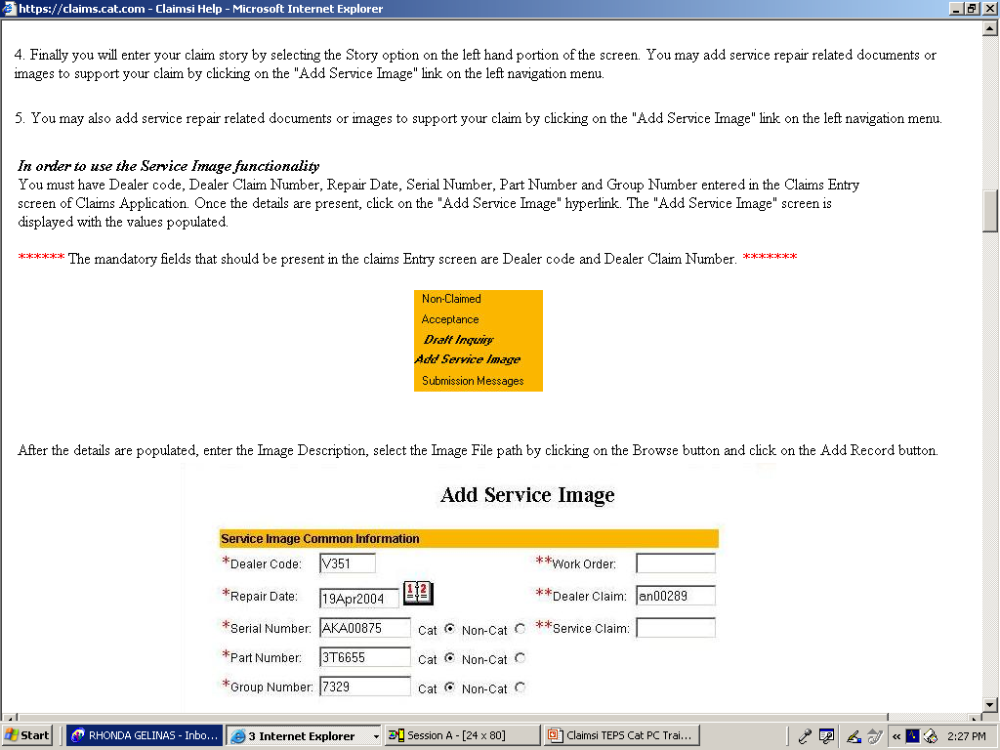 https://claims.cat.com - Claimsi Help - Microsoft Internet Explorer
4. Finally you will enter your claim story by selecting the Story option on the left hand portion of the screen. You may add service repair related documents or
images to support your claim by clicking on the "Add Service Image" link on the left navigation menu.
5. You may also add service repair related documents or images to support your claim by clicking on the "Add Service Image" link on the left navigation menu.
In order to use the Service Image functionality
You must have Dealer code, Dealer Claim Number, Repair Date, Serial Number, Part Number and Group Number entered in the Claims Entry
screen of Claims Application. Once the details are present, click on the "Add Service Image" hyperlink. The "Add Service Image" screen is
displayed with the values populated.
****** The mandatory fields that should be present in the claims Entry screen are Dealer code and Dealer Claim Number. *******
Non-Claimed
Acceptance
Draft Inquiry
Add Service Image
Submission Messages
After the details are populated, enter the Image Description, select the Image File path by clicking on the Browse button and click on the Add Record button.
Add Service Image
Service Image Common Information
*Dealer Code: V351 **Work Order:
*Repair Date: 19Apr2004 1 2 **Dealer Claim: an00289
*Serial Number: AKA00875 Cat Non-Cat **Service Claim:
*Part Number: 3T6655 Cat Non-Cat
*Group Number: 7329 Cat Non-Cat
Start RHONDA GELINAS - Inbo... 3 Internet Explorer Session A - [24 x 80] Claimsi TEPS Cat PC Trai... « 2:27 PM